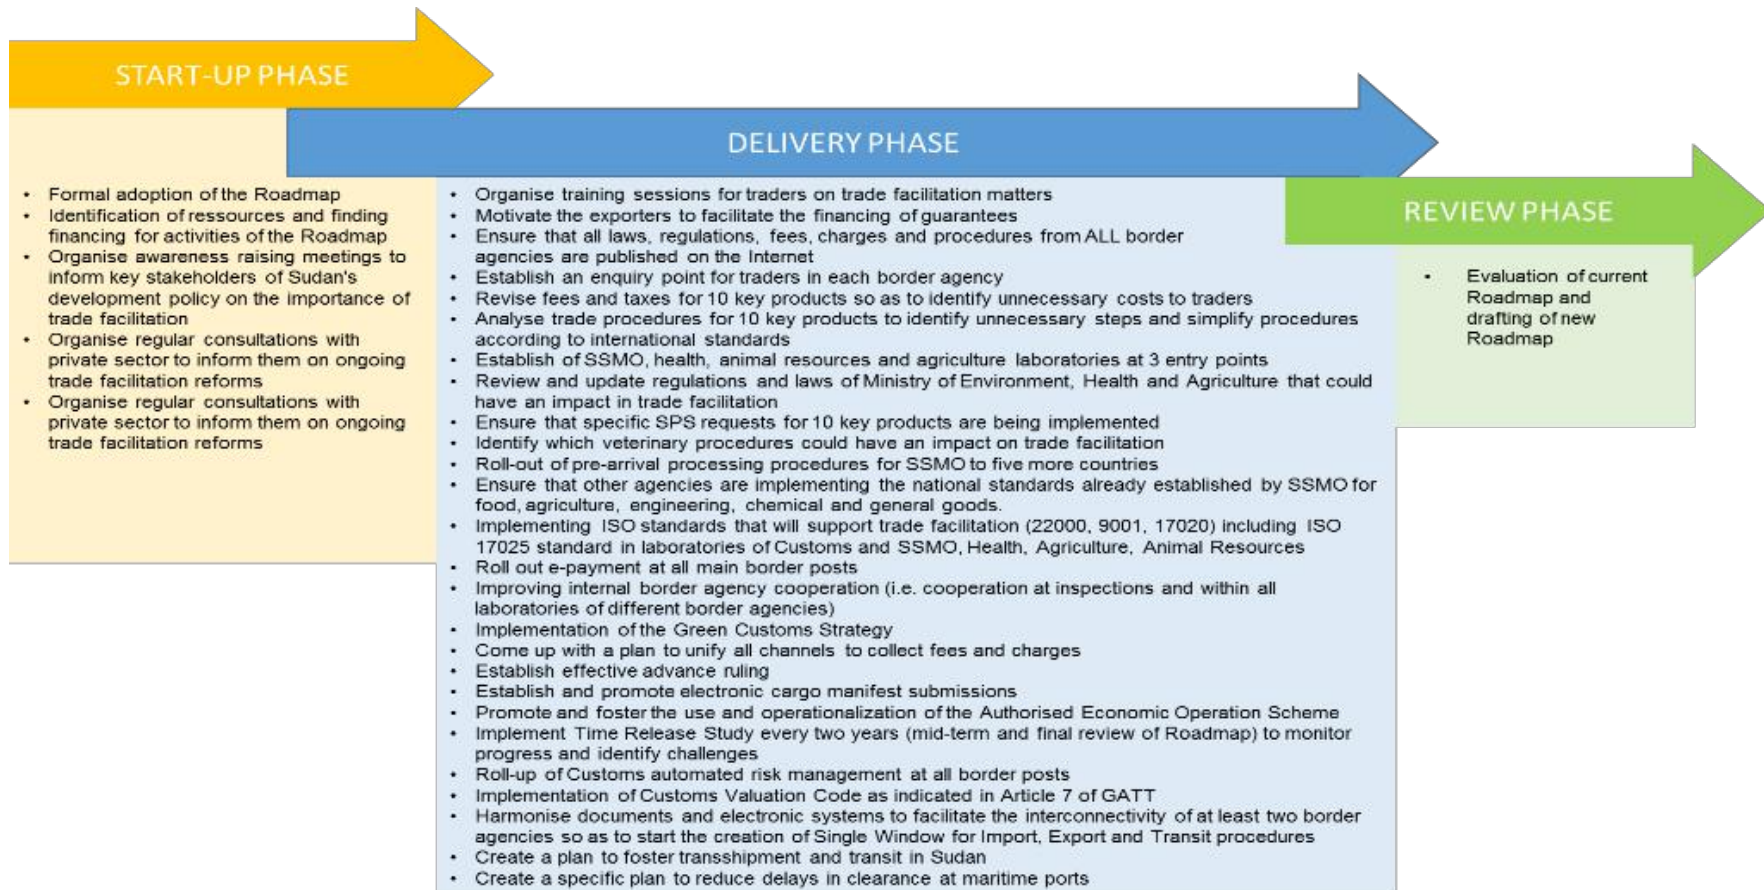 START-UP PHASE
• Formal adoption of the Roadmap
• Identification of ressources and finding
financing for activities of the Roadmap
• Organise awareness raising meetings to
inform key stakeholders of Sudan's
development policy on the importance of
trade facilitation
• Organise regular consultations with
private sector to inform them on ongoing
trade facilitation reforms
• Organise regular consultations with
private sector to inform them on ongoing
trade facilitation reforms
DELIVERY PHASE
• Organise training sessions for traders on trade facilitation matters
• Motivate the exporters to facilitate the financing of guarantees
• Ensure that all laws, regulations, fees, charges and procedures from ALL border
agencies are published on the Internet
• Establish an enquiry point for traders in each border agency
• Revise fees and taxes for 10 key products so as to identify unnecessary costs to traders
• Analyse trade procedures for 10 key products to identify unnecessary steps and simplify procedures
according to international standards
• Establish of SSMO, health, animal resources and agriculture laboratories at 3 entry points
• Review and update regulations and laws of Ministry of Environment, Health and Agriculture that could
have an impact in trade facilitation
• Ensure that specific SPS requests for 10 key products are being implemented
• Identify which veterinary procedures could have an impact on trade facilitation
• Roll-out of pre-arrival processing procedures for SSMO to five more countries
• Ensure that other agencies are implementing the national standards already established by SSMO for
food, agriculture, engineering, chemical and general goods.
• Implementing ISO standards that will support trade facilitation (22000, 9001, 17020) including ISO
17025 standard in laboratories of Customs and SSMO, Health, Agriculture, Animal Resources
• Roll out e-payment at all main border posts
• Improving internal border agency cooperation (i.e. cooperation at inspections and within all
laboratories of different border agencies)
• Implementation of the Green Customs Strategy
• Come up with a plan to unify all channels to collect fees and charges
• Establish effective advance ruling
• Establish and promote electronic cargo manifest submissions
• Promote and foster the use and operationalization of the Authorised Economic Operation Scheme
• Implement Time Release Study every two years (mid-term and final review of Roadmap) to monitor
progress and identify challenges
• Roll-up of Customs automated risk management at all border posts
• Implementation of Customs Valuation Code as indicated in Article 7 of GATT
• Harmonise documents and electronic systems to facilitate the interconnectivity of at least two border
agencies so as to start the creation of Single Window for Import, Export and Transit procedures
• Create a plan to foster transshipment and transit in Sudan
• Create a specific plan to reduce delays in clearance at maritime ports
REVIEW PHASE
• Evaluation of current
Roadmap and
drafting of new
Roadmap